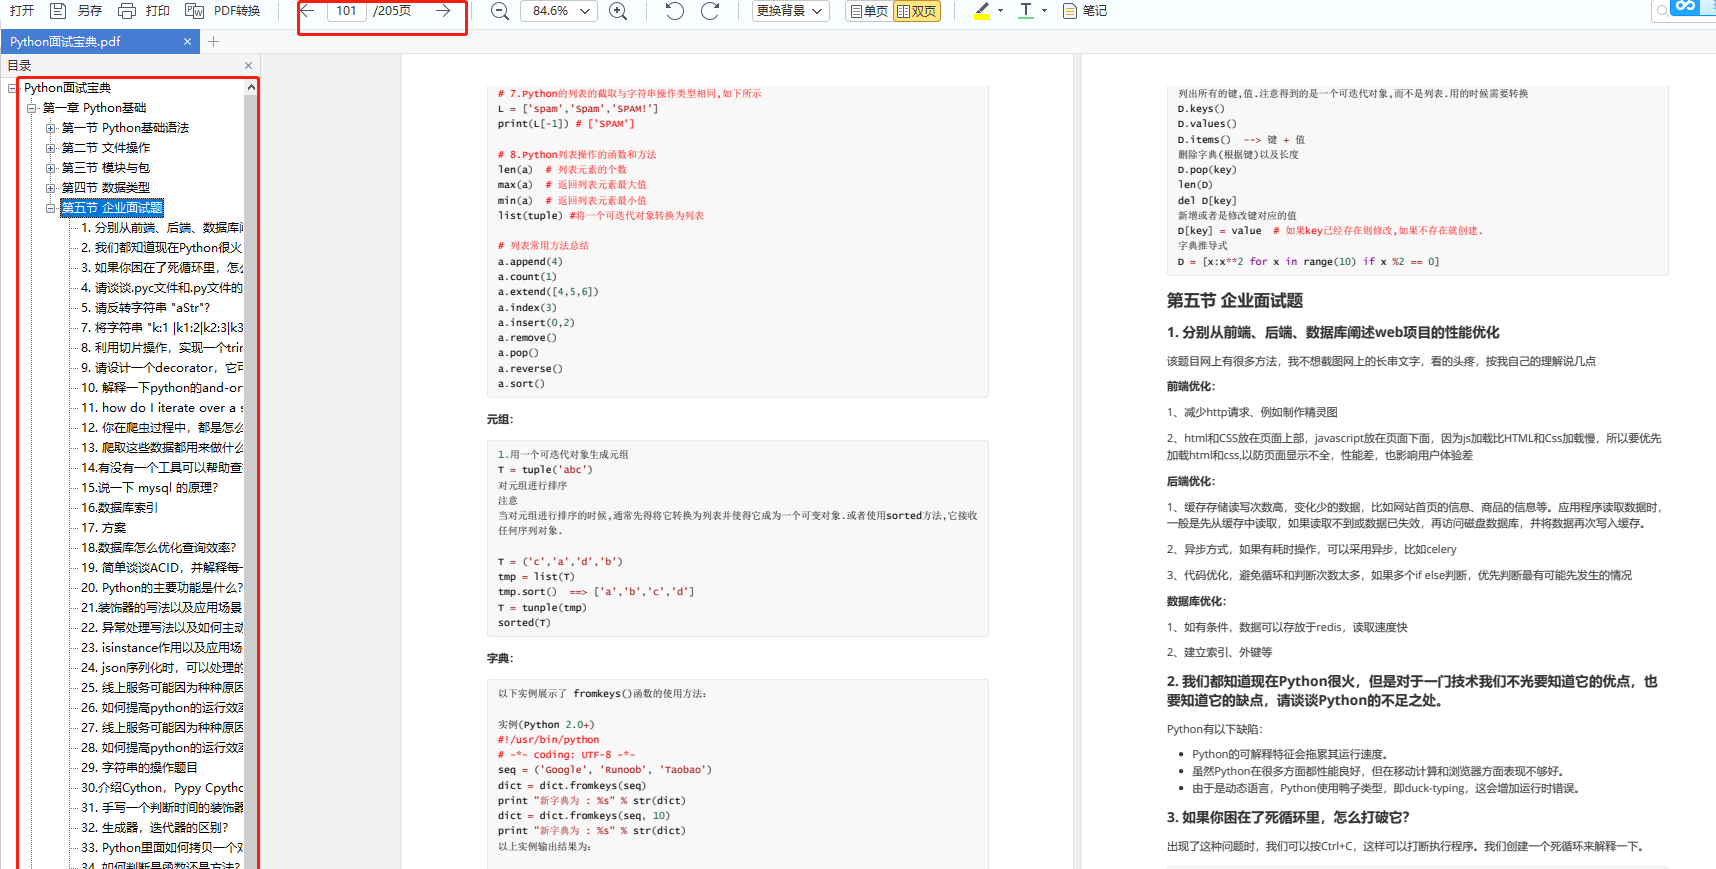 打开 另存 打印 PDF转换 101 /205页 84.6% 更换背景 单页 双页 笔记
Python面试宝典.pdf × +
目录 ×
Python面试宝典
第一章 Python基础
第一节 Python基础语法
第二节 文件操作
第三节 模块与包
第四节 数据类型
第五节 企业面试题
1. 分别从前端、后端、数据库
2. 我们都知道现在Python很火
3. 如果你困在了死循环里，怎么
4. 请谈谈.pyc文件和.py文件的
5. 请反转字符串 "aStr"?
7. 将字符串 "k:1 |k1:2|k2:3|k3
8. 利用切片操作，实现一个trim
9. 请设计一个decorator，它可
10. 解释一下python的and-or
11. how do I iterate over a s
12. 你在爬虫过程中，都是怎么
13. 爬取这些数据都用来做什么
14.有没有一个工具可以帮助查
15.说一下 mysql 的原理?
16.数据库索引
17. 方案
18.数据库怎么优化查询效率?
19. 简单谈谈ACID，并解释每
20. Python的主要功能是什么?
21.装饰器的写法以及应用场景
22. 异常处理写法以及如何主动
23. isinstance作用以及应用场
24. json序列化时，可以处理的
25. 线上服务可能因为种种原因
26. 如何提高python的运行效率
27. 线上服务可能因为种种原因
28. 如何提高python的运行效率
29. 字符串的操作题目
30.介绍Cython，Pypy Cpytho
31. 手写一个判断时间的装饰器
32. 生成器，迭代器的区别?
33. Python里面如何拷贝一个对
34. 如何判断是函数还是方法?
# 7.Python的列表的截取与字符串操作类型相同,如下所示
L = ['spam','Spam','SPAM!']
print(L[-1]) # ['SPAM']
# 8.Python列表操作的函数和方法
len(a) # 列表元素的个数
max(a) # 返回列表元素最大值
min(a) # 返回列表元素最小值
list(tuple) #将一个可迭代对象转换为列表
# 列表常用方法总结
a.append(4)
a.count(1)
a.extend([4,5,6])
a.index(3)
a.insert(0,2)
a.remove()
a.pop()
a.reverse()
a.sort()
元组：
1.用一个可迭代对象生成元组
T = tuple('abc')
对元组进行排序
注意
当对元组进行排序的时候,通常先得将它转换为列表并使得它成为一个可变对象.或者使用sorted方法,它接收
任何序列对象.
T = ('c','a','d','b')
tmp = list(T)
tmp.sort() ==> ['a','b','c','d']
T = tunple(tmp)
sorted(T)
字典：
以下实例展示了 fromkeys()函数的使用方法：
实例(Python 2.0+)
#!/usr/bin/python
# -*- coding: UTF-8 -*-
seq = ('Google', 'Runoob', 'Taobao')
dict = dict.fromkeys(seq)
print "新字典为 : %s" % str(dict)
dict = dict.fromkeys(seq, 10)
print "新字典为 : %s" % str(dict)
以上实例输出结果为：
列出所有的键,值.注意得到的是一个可迭代对象,而不是列表.用的时候需要转换
D.keys()
D.values()
D.items() --> 键 + 值
删除字典(根据键)以及长度
D.pop(key)
len(D)
del D[key]
新增或者是修改键对应的值
D[key] = value # 如果key已经存在则修改,如果不存在就创建.
字典推导式
D = [x:x**2 for x in range(10) if x %2 == 0]
第五节 企业面试题
1. 分别从前端、后端、数据库阐述web项目的性能优化
该题目网上有很多方法，我不想截图网上的长串文字，看的头疼，按我自己的理解说几点
前端优化：
1、减少http请求、例如制作精灵图
2、html和CSS放在页面上部，javascript放在页面下面，因为js加载比HTML和Css加载慢，所以要优先
加载html和css,以防页面显示不全，性能差，也影响用户体验差
后端优化：
1、缓存存储读写次数高，变化少的数据，比如网站首页的信息、商品的信息等。应用程序读取数据时，
一般是先从缓存中读取，如果读取不到或数据已失效，再访问磁盘数据库，并将数据再次写入缓存。
2、异步方式，如果有耗时操作，可以采用异步，比如celery
3、代码优化，避免循环和判断次数太多，如果多个if else判断，优先判断最有可能先发生的情况
数据库优化：
1、如有条件，数据可以存放于redis，读取速度快
2、建立索引、外键等
2. 我们都知道现在Python很火，但是对于一门技术我们不光要知道它的优点，也
要知道它的缺点，请谈谈Python的不足之处。
Python有以下缺陷：
Python的可解释特征会拖累其运行速度。
虽然Python在很多方面都性能良好，但在移动计算和浏览器方面表现不够好。
由于是动态语言，Python使用鸭子类型，即duck-typing，这会增加运行时错误。
3. 如果你困在了死循环里，怎么打破它？
出现了这种问题时，我们可以按Ctrl+C，这样可以打断执行程序。我们创建一个死循环来解释一下。